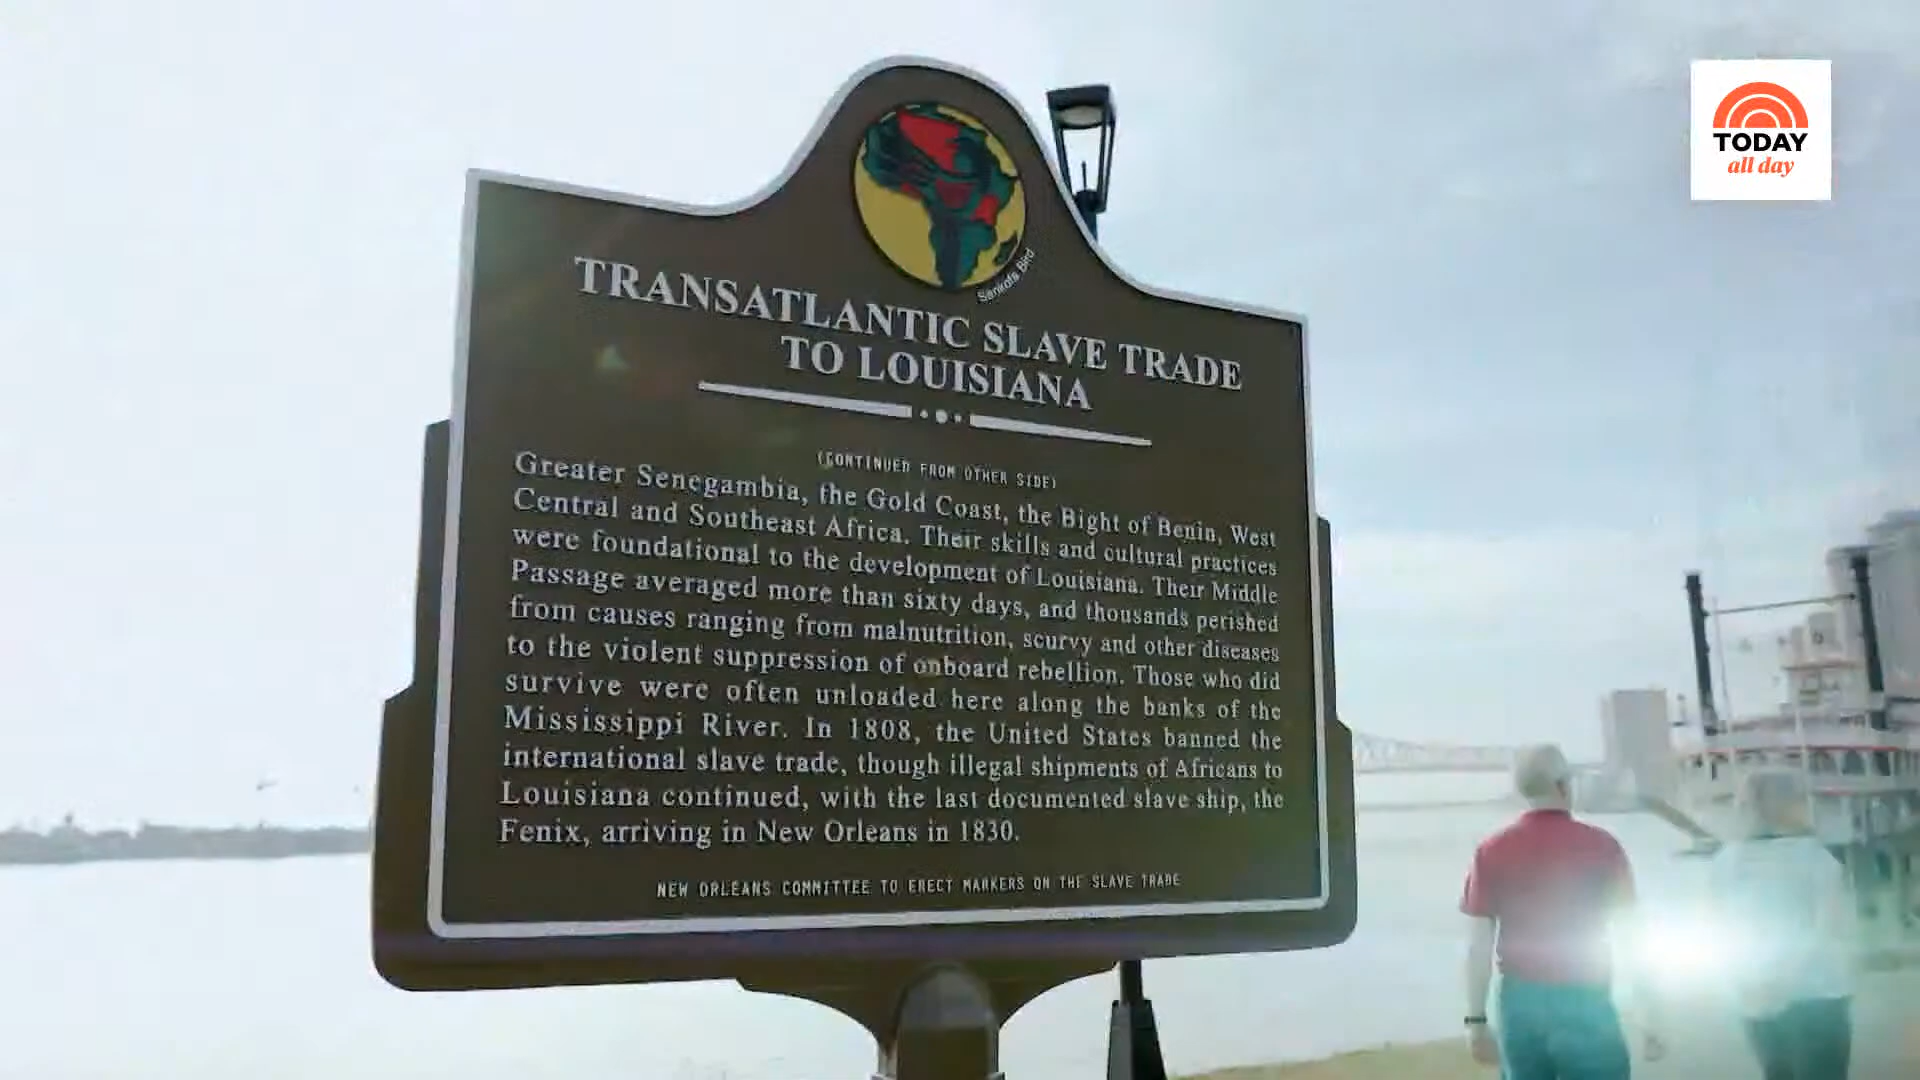 TODAY
all day
Sankofa Bird
TRANSATLANTIC SLAVE TRADE
TO LOUISIANA
(CONTINUED FROM OTHER SIDE)
Greater Senegambia, the Gold Coast, the Bight of Benin, West
Central and Southeast Africa. Their skills and cultural practices
were foundational to the development of Louisiana. Their Middle
Passage averaged more than sixty days, and thousands perished
from causes ranging from malnutrition, scurvy and other diseases
to the violent suppression of onboard rebellion. Those who did
survive were often unloaded here along the banks of the
Mississippi River. In 1808, the United States banned the
international slave trade, though illegal shipments of Africans to
Louisiana continued, with the last documented slave ship, the
Fenix, arriving in New Orleans in 1830.
NEW ORLEANS COMMITTEE TO ERECT MARKERS ON THE SLAVE TRADE